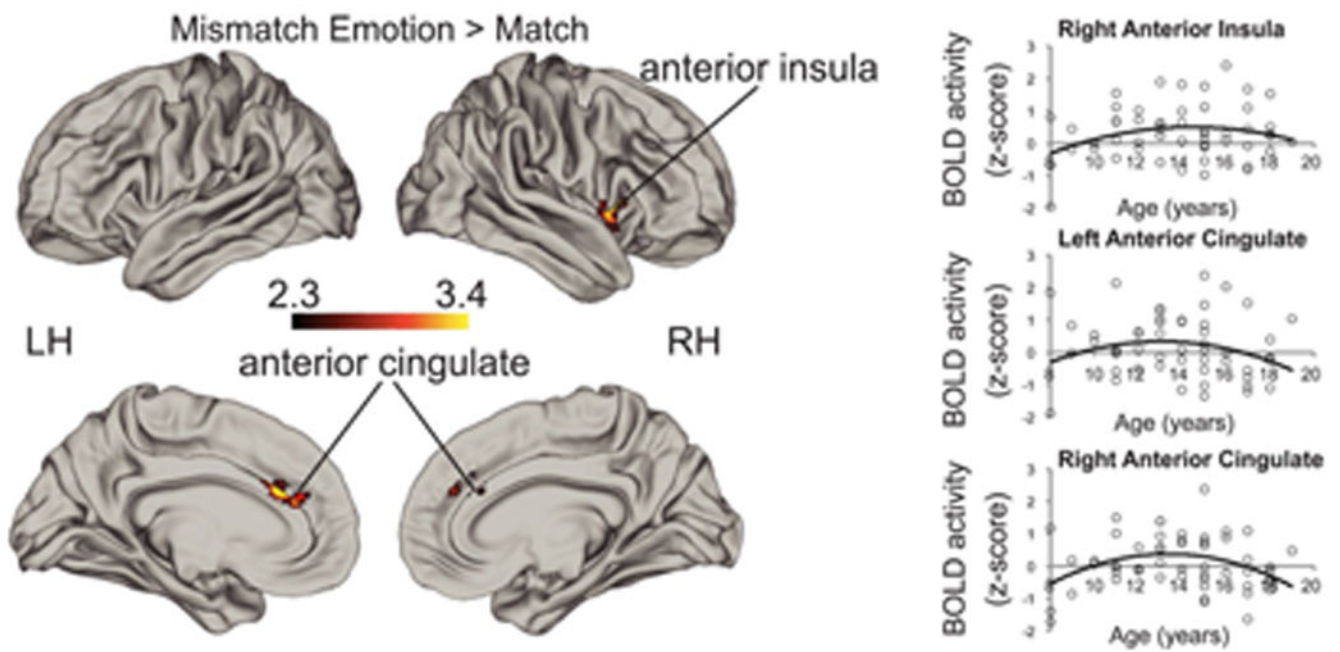 Mismatch Emotion > Match
anterior insula
2.3 3.4
LH RH
anterior cingulate
Right Anterior Insula
BOLD activity
(z-score)
3
2
1
0
-1
-2
10 12 14 16 18 20
Age (years)
Left Anterior Cingulate
BOLD activity
(z-score)
3
2
1
0
-1
-2
10 12 14 16 18 20
Age (years)
Right Anterior Cingulate
BOLD activity
(z-score)
3
2
1
0
-1
-2
10 12 14 16 18 20
Age (years)